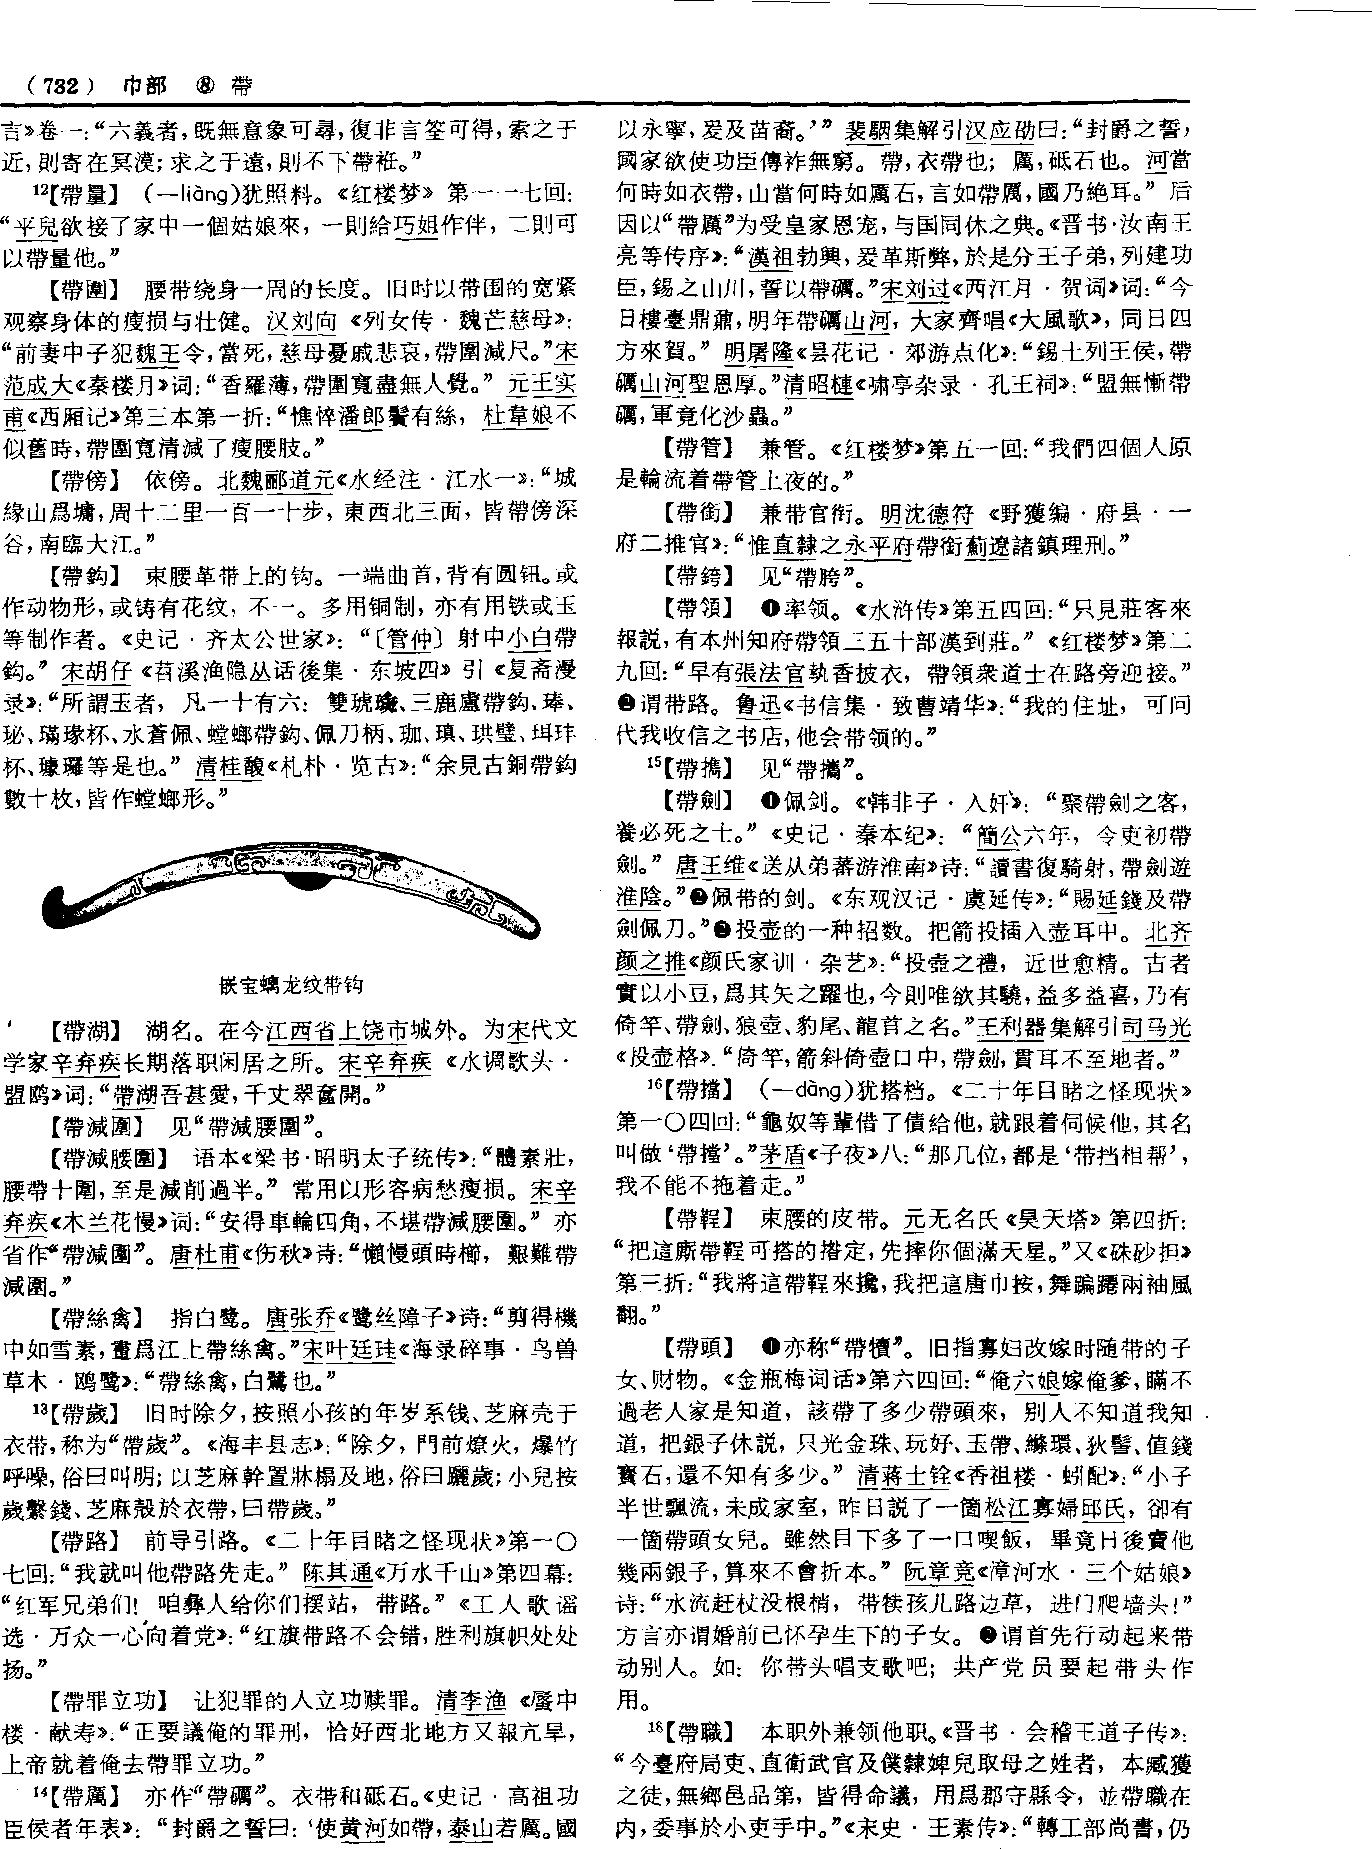 (732) 巾部 ⑧ 帶
言》卷一:“六義者,既無意象可尋,復非言筌可得,索之于
近,則寄在冥漠;求之于遠,則不下帶袵。”
12【帶量】 (—liàng)犹照料。《红楼梦》第一一七回:
“平兒欲接了家中一個姑娘來,一則給巧姐作伴,二則可
以帶量他。”
【帶圍】 腰带绕身一周的长度。旧时以带围的宽紧
观察身体的瘦损与壮健。汉刘向《列女传·魏芒慈母》:
“前妻中子犯魏王令,當死,慈母憂戚悲哀,帶圍減尺。”宋
范成大《秦楼月》词:“香羅薄,帶圍寬盡無人覺。”元王实
甫《西厢记》第三本第一折:“憔悴潘郎鬢有絲,杜韋娘不
似舊時,帶圍寬清減了瘦腰肢。”
【帶傍】 依傍。北魏郦道元《水经注·江水一》:“城
緣山爲墉,周十二里一百一十步,東西北三面,皆帶傍深
谷,南臨大江。”
【帶鈎】 束腰革带上的钩。一端曲首,背有圆钮。或
作动物形,或铸有花纹,不一。多用铜制,亦有用铁或玉
等制作者。《史记·齐太公世家》:“〔管仲〕射中小白帶
鈎。”宋胡仔《苕溪渔隐丛话後集·东坡四》引《复斋漫
录》:“所謂玉者,凡一十有六:雙琥璏、三鹿盧帶鈎、琫、
珌、璊瑑杯、水蒼佩、螳螂帶鈎、佩刀柄、珈、瑱、珙璧、珥玤
杯、璩瓓等是也。”清桂馥《札朴·览古》:“余見古銅帶鈎
數十枚,皆作螳螂形。”
嵌宝螭龙纹带钩
【帶湖】 湖名。在今江西省上饶市城外。为宋代文
学家辛弃疾长期落职闲居之所。宋辛弃疾《水调歌头·
盟鸥》词:“帶湖吾甚愛,千丈翠奩開。”
【帶減圍】 见“帶減腰圍”。
【帶減腰圍】 语本《梁书·昭明太子统传》:“體素壯,
腰帶十圍,至是减削過半。”常用以形容病愁瘦损。宋辛
弃疾《木兰花慢》词:“安得車輪四角,不堪帶減腰圍。”亦
省作“帶減圍”。唐杜甫《伤秋》诗:“懒慢頭時櫛,艱難帶
減圍。”
【帶絲禽】 指白鹭。唐张乔《鹭丝障子》诗:“剪得機
中如雪素,畫爲江上帶絲禽。”宋叶廷珪《海录碎事·鸟兽
草木·鸥鹭》:“帶絲禽,白鷺也。”
13【帶歲】 旧时除夕,按照小孩的年岁系钱、芝麻壳于
衣带,称为“帶歲”。《海丰县志》:“除夕,門前燎火,爆竹
呼噪,俗曰叫明;以芝麻幹置牀榻及地,俗曰驪歲;小兒按
歲繫錢、芝麻殼於衣帶,曰帶歲。”
【帶路】 前导引路。《二十年目睹之怪现状》第一〇
七回:“我就叫他帶路先走。”陈其通《万水千山》第四幕:
“红军兄弟们!咱彝人给你们摆站,带路。”《工人歌谣
选·万众一心向着党》:“红旗带路不会错,胜利旗帜处处
扬。”
【帶罪立功】 让犯罪的人立功赎罪。清李渔《蜃中
楼·献寿》:“正要議俺的罪刑,恰好西北地方又報亢旱,
上帝就着俺去帶罪立功。”
14【帶厲】 亦作“帶礪”。衣带和砥石。《史记·高祖功
臣侯者年表》:“封爵之誓曰:‘使黄河如帶,泰山若厲。國
以永寧,爰及苗裔。’”裴駰集解引汉应劭曰:“封爵之誓,
國家欲使功臣傳祚無窮。帶,衣帶也;厲,砥石也。河當
何時如衣帶,山當何時如厲石,言如帶厲,國乃絶耳。”后
因以“帶厲”为受皇家恩宠,与国同休之典。《晋书·汝南王
亮等传序》:“漢祖勃興,爰革斯弊,於是分王子弟,列建功
臣,錫之山川,誓以帶礪。”宋刘过《西江月·贺词》词:“今
日樓臺鼎鼐,明年帶礪山河,大家齊唱《大風歌》,同日四
方來賀。”明屠隆《昙花记·郊游点化》:“錫土列王侯,帶
礪山河聖恩厚。”清昭槤《啸亭杂录·孔王祠》:“盟無慚帶
礪,軍竟化沙蟲。”
【帶管】 兼管。《红楼梦》第五一回:“我們四個人原
是輪流着帶管上夜的。”
【帶銜】 兼带官衔。明沈德符《野獲编·府县·一
府二推官》:“惟直隸之永平府帶銜薊遼諸鎮理刑。”
【帶銙】 见“帶胯”。
【帶領】 ❶率领。《水浒传》第五四回:“只見莊客來
報説,有本州知府帶領三五十部漢到莊。”《红楼梦》第二
九回:“早有張法官執香披衣,帶領衆道士在路旁迎接。”
❷谓带路。鲁迅《书信集·致曹靖华》:“我的住址,可问
代我收信之书店,他会带领的。”
15【帶擕】 见“帶攜”。
【帶劍】 ❶佩剑。《韩非子·八奸》:“聚帶劍之客,
養必死之士。”《史记·秦本纪》:“簡公六年,令吏初帶
劍。”唐王维《送从弟蕃游淮南》诗:“讀書復騎射,帶劍遊
淮陰。”❷佩带的剑。《东观汉记·虞延传》:“賜延錢及帶
劍佩刀。”❸投壶的一种招数。把箭投插入壶耳中。北齐
颜之推《颜氏家训·杂艺》:“投壺之禮,近世愈精。古者
實以小豆,爲其矢之躍也,今則唯欲其驍,益多益喜,乃有
倚竿、帶劍、狼壺、豹尾、龍首之名。”王利器集解引司马光
《投壶格》:“倚竿,箭斜倚壺口中,帶劍,貫耳不至地者。”
16【帶擋】 (—dàng)犹搭档。《二十年目睹之怪现状》
第一〇四回:“龜奴等輩借了債給他,就跟着伺候他,其名
叫做‘帶擋’。”茅盾《子夜》八:“那几位,都是‘带挡相帮’,
我不能不拖着走。”
【帶鞓】 束腰的皮带。元无名氏《昊天塔》第四折:
“把這廝帶鞓可搭的揝定,先摔你個滿天星。”又《硃砂担》
第三折:“我將這帶鞓來攙,我把這唐巾按,舞蹁躚兩袖風
翻。”
【帶頭】 ❶亦称“帶犢”。旧指寡妇改嫁时随带的子
女、财物。《金瓶梅词话》第六四回:“俺六娘嫁俺爹,瞞不
過老人家是知道,該帶了多少帶頭來,别人不知道我知
道,把銀子休説,只光金珠、玩好、玉帶、縧環、狄髻、值錢
寶石,還不知有多少。”清蒋士铨《香祖楼·蚓配》:“小子
半世飄流,未成家室,昨日説了一箇松江寡婦邱氏,卻有
一箇帶頭女兒。雖然目下多了一口喫飯,畢竟日後賣他
幾兩銀子,算來不會折本。”阮章竞《漳河水·三个姑娘》
诗:“水流赶杖没根梢,带犊孩儿路边草,进门爬墙头!”
方言亦谓婚前已怀孕生下的子女。❷谓首先行动起来带
动别人。如:你带头唱支歌吧;共产党员要起带头作
用。
18【帶職】 本职外兼领他职。《晋书·会稽王道子传》:
“今臺府局吏、直衛武官及僕隸婢兒取母之姓者,本臧獲
之徒,無鄉邑品第,皆得命議,用爲郡守縣令,並帶職在
内,委事於小吏手中。”《宋史·王素传》:“轉工部尚書,仍